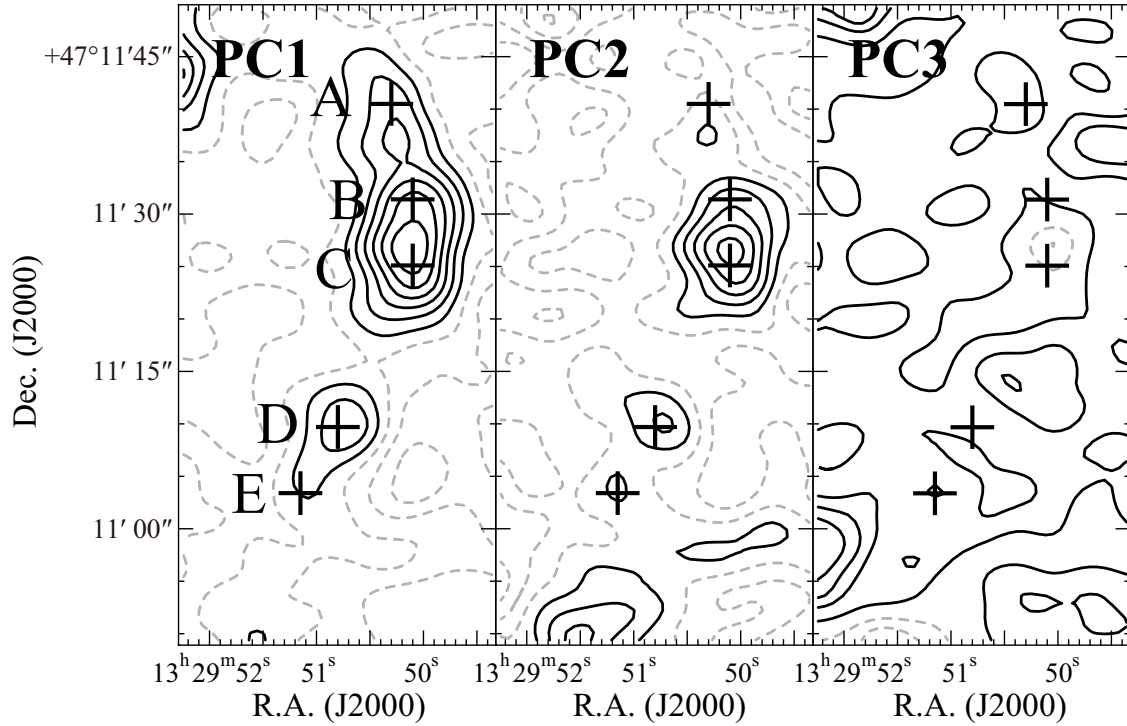 PC1 PC2 PC3
+47°11′45″
A
11′30″
B
C
11′15″
D
E
11′00″
Dec. (J2000)
13ʰ29ᵐ52ˢ 51ˢ 50ˢ 13ʰ29ᵐ52ˢ 51ˢ 50ˢ 13ʰ29ᵐ52ˢ 51ˢ 50ˢ
R.A. (J2000) R.A. (J2000) R.A. (J2000)